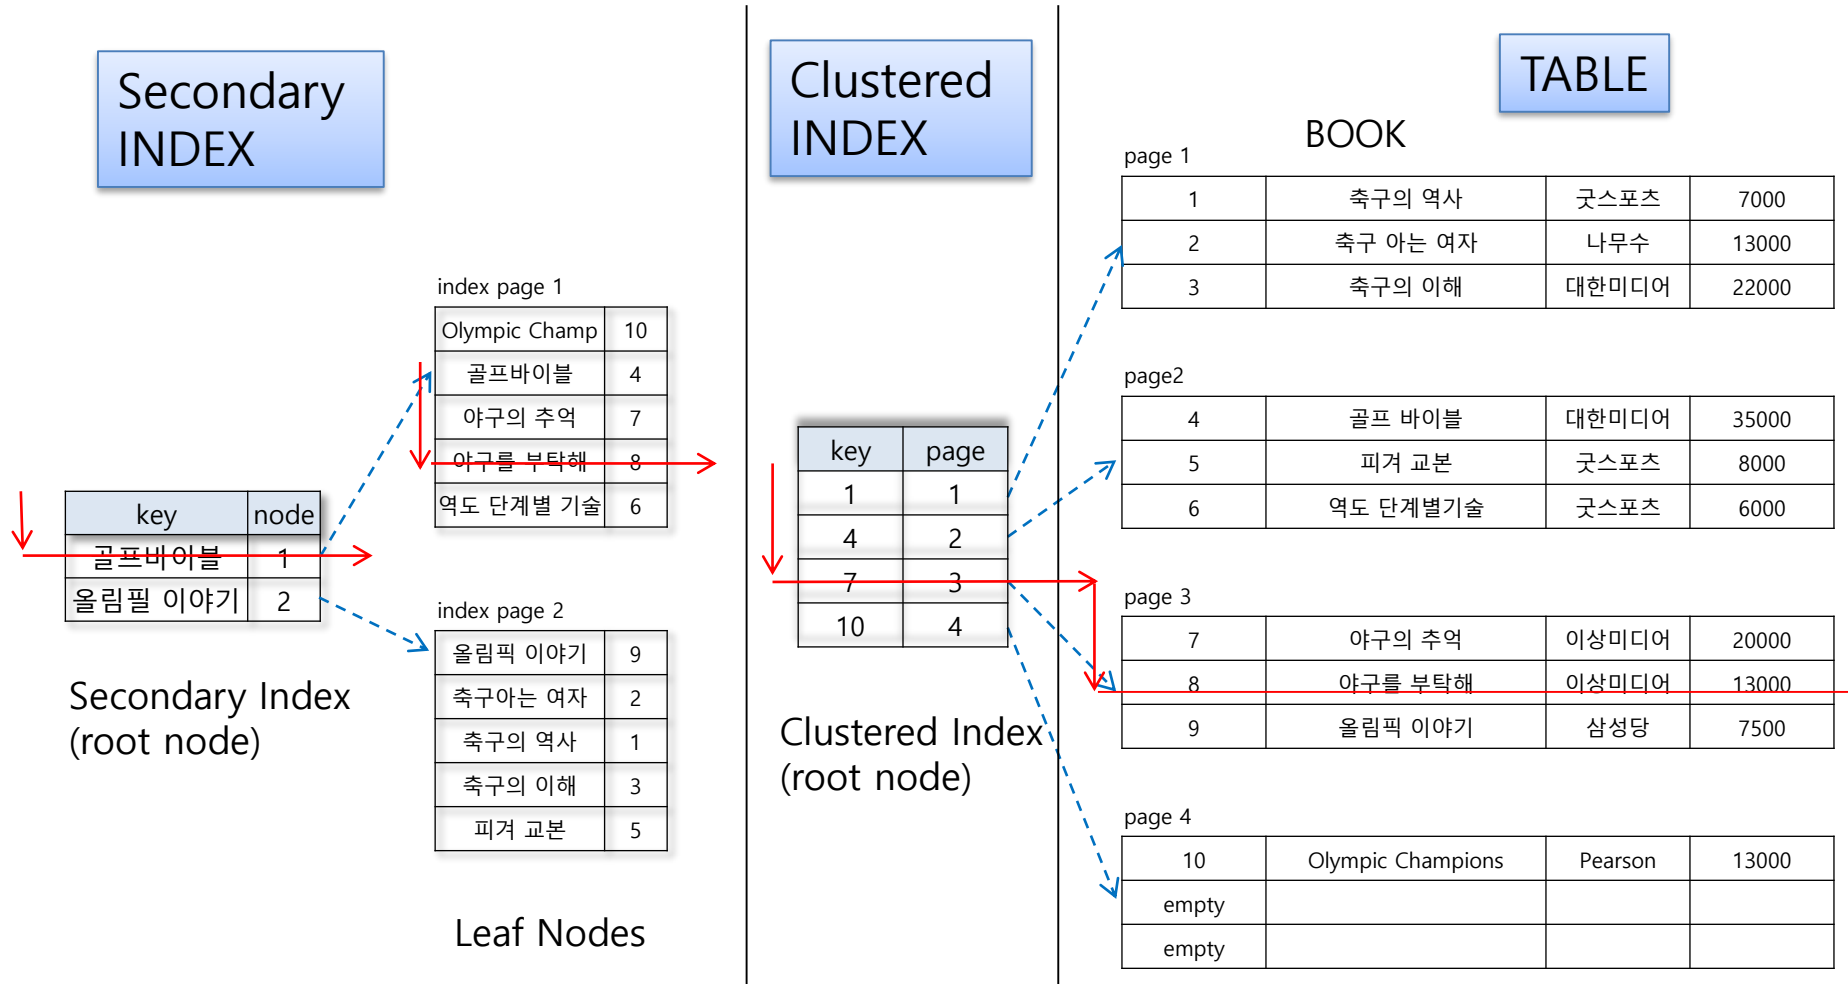 Secondary
INDEX
key node
골프바이블 1
올림필 이야기 2
Secondary Index
(root node)
index page 1
Olympic Champ 10
골프바이블 4
야구의 추억 7
야구를 부탁해 8
역도 단계별 기술 6
index page 2
올림픽 이야기 9
축구아는 여자 2
축구의 역사 1
축구의 이해 3
피겨 교본 5
Leaf Nodes
Clustered
INDEX
key page
1 1
4 2
7 3
10 4
Clustered Index
(root node)
TABLE
BOOK
page 1
1 축구의 역사 굿스포츠 7000
2 축구 아는 여자 나무수 13000
3 축구의 이해 대한미디어 22000
page2
4 골프 바이블 대한미디어 35000
5 피겨 교본 굿스포츠 8000
6 역도 단계별기술 굿스포츠 6000
page 3
7 야구의 추억 이상미디어 20000
8 야구를 부탁해 이상미디어 13000
9 올림픽 이야기 삼성당 7500
page 4
10 Olympic Champions Pearson 13000
empty
empty